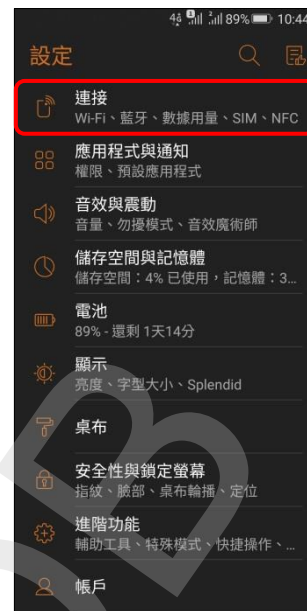 89% 10:44
設定
連接
Wi-Fi、藍牙、數據用量、SIM、NFC
應用程式與通知
權限、預設應用程式
音效與震動
音量、勿擾模式、音效魔術師
儲存空間與記憶體
儲存空間：4% 已使用，記憶體：3...
電池
89% - 還剩 1天14分
顯示
亮度、字型大小、Splendid
桌布
安全性與鎖定螢幕
指紋、臉部、桌布輪播、定位
進階功能
輔助工具、特殊模式、快捷操作、...
帳戶